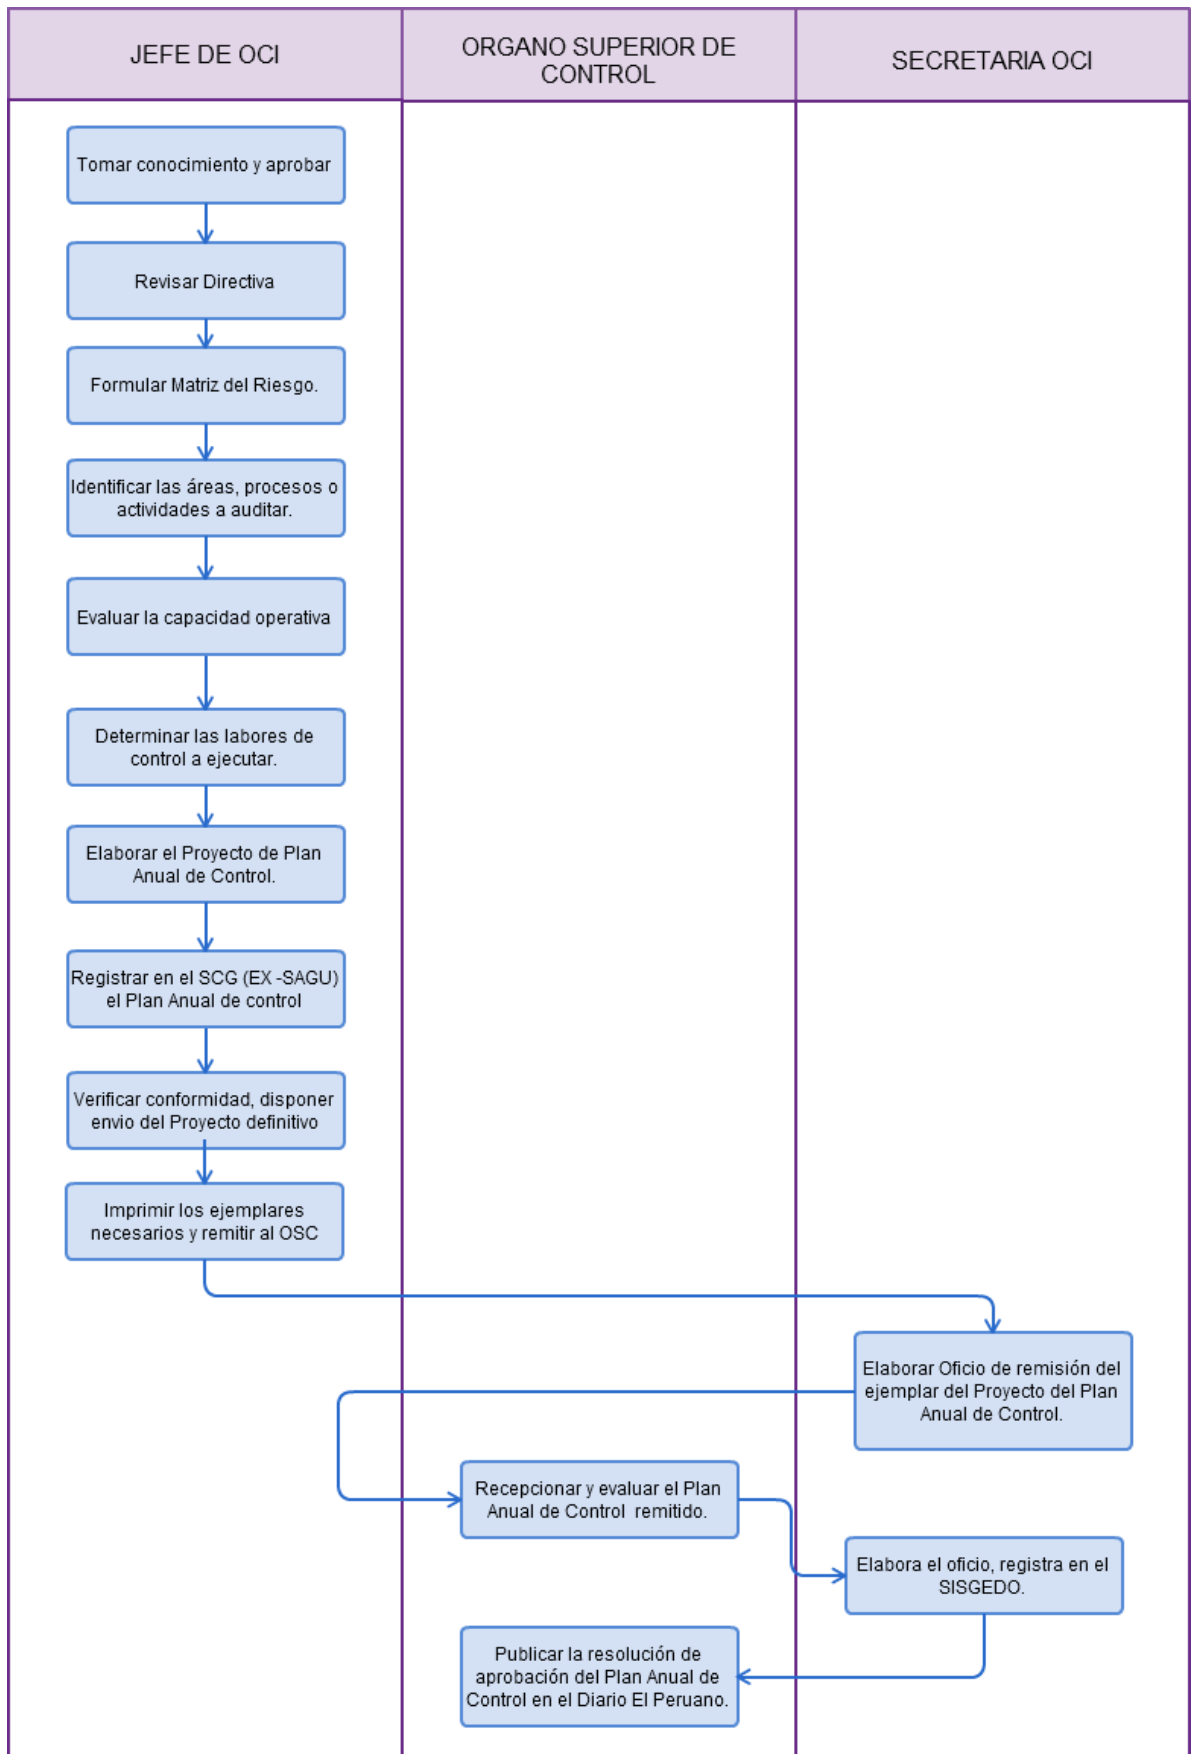 JEFE DE OCI
ORGANO SUPERIOR DE
CONTROL
SECRETARIA OCI
Tomar conocimiento y aprobar
Revisar Directiva
Formular Matriz del Riesgo.
Identificar las áreas, procesos o
actividades a auditar.
Evaluar la capacidad operativa
Determinar las labores de
control a ejecutar.
Elaborar el Proyecto de Plan
Anual de Control.
Registrar en el SCG (EX -SAGU)
el Plan Anual de control
Verificar conformidad, disponer
envio del Proyecto definitivo
Imprimir los ejemplares
necesarios y remitir al OSC
Elaborar Oficio de remisión del
ejemplar del Proyecto del Plan
Anual de Control.
Recepcionar y evaluar el Plan
Anual de Control  remitido.
Elabora el oficio, registra en el
SISGEDO.
Publicar la resolución de
aprobación del Plan Anual de
Control en el Diario El Peruano.